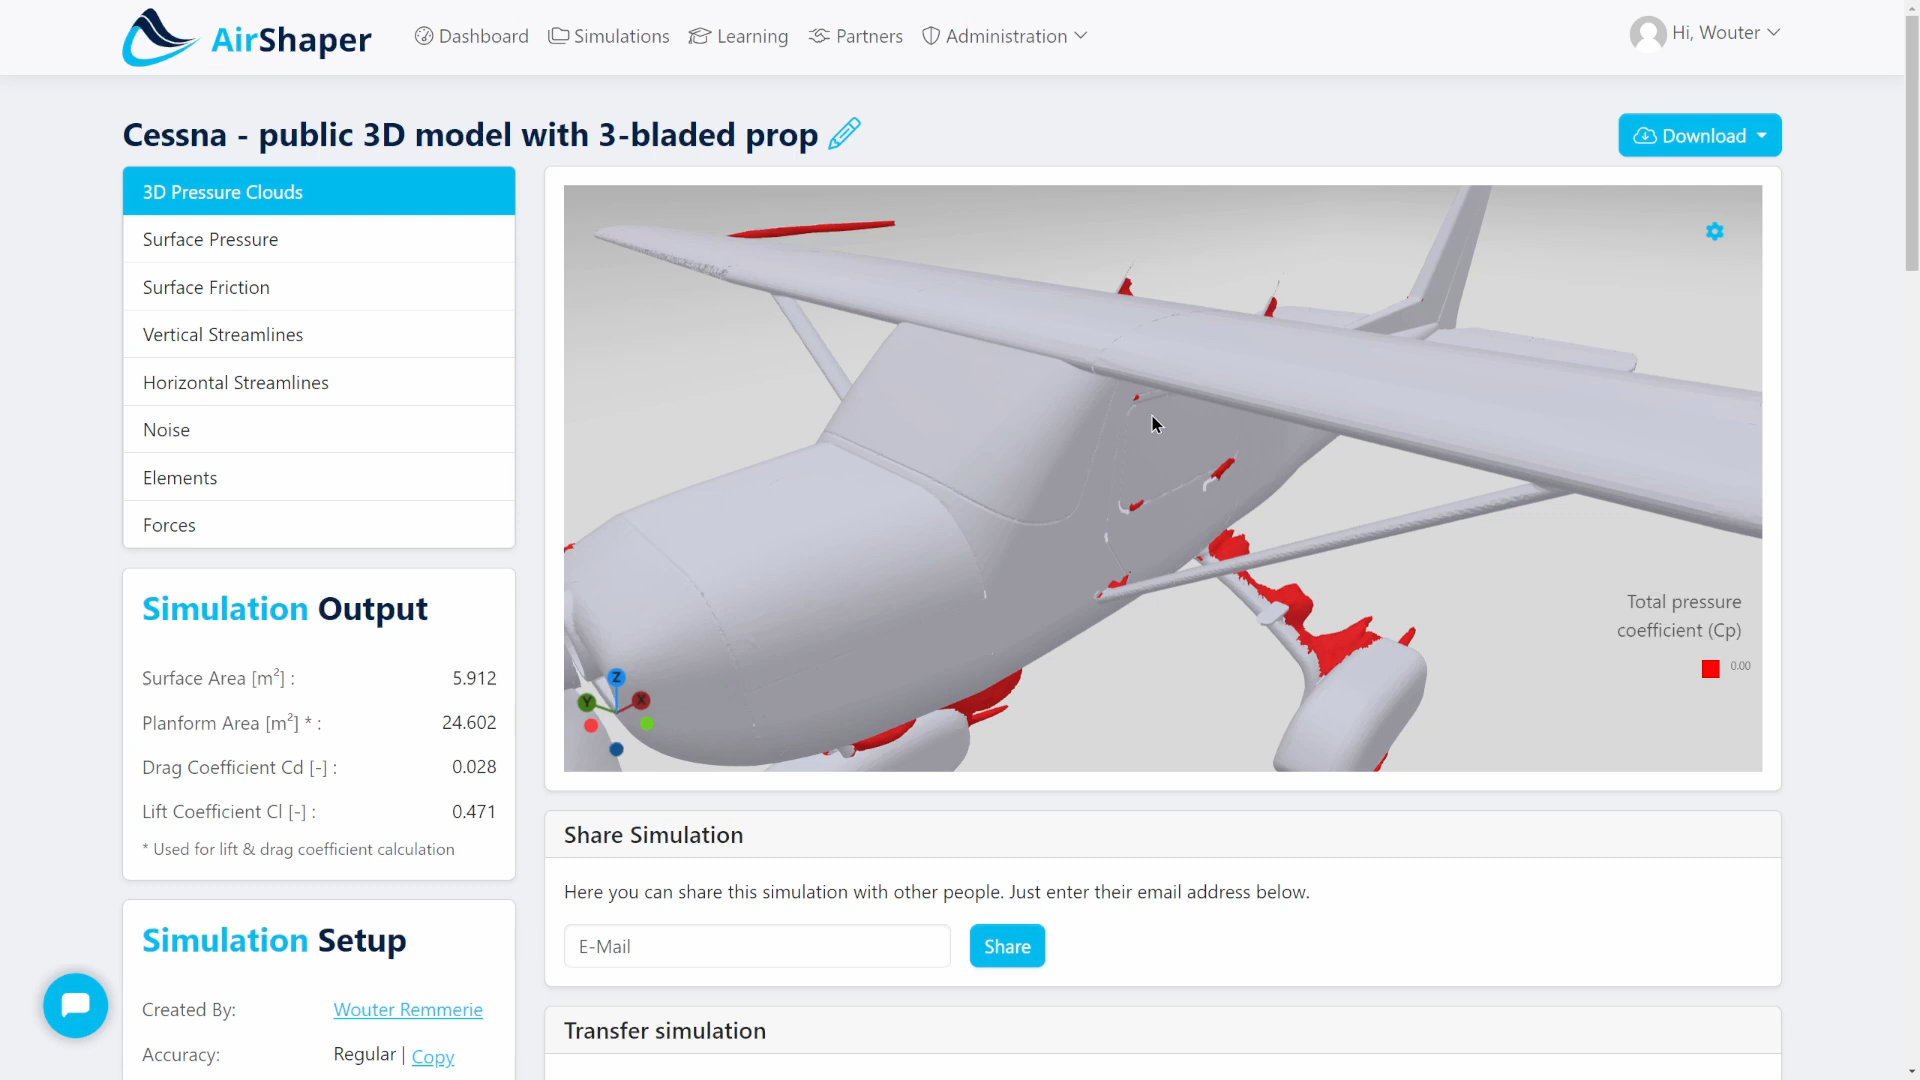 AirShaper
Dashboard
Simulations
Learning
Partners
Administration
Hi, Wouter
Cessna - public 3D model with 3-bladed prop
Download
3D Pressure Clouds
Surface Pressure
Surface Friction
Vertical Streamlines
Horizontal Streamlines
Noise
Elements
Forces
Total pressure
coefficient (Cp)
0.00
Z
Y
X
Simulation Output
Surface Area [m²] : 5.912
Planform Area [m²] * : 24.602
Drag Coefficient Cd [-] : 0.028
Lift Coefficient Cl [-] : 0.471
* Used for lift & drag coefficient calculation
Simulation Setup
Created By: Wouter Remmerie
Accuracy: Regular | Copy
Share Simulation
Here you can share this simulation with other people. Just enter their email address below.
E-Mail
Share
Transfer simulation